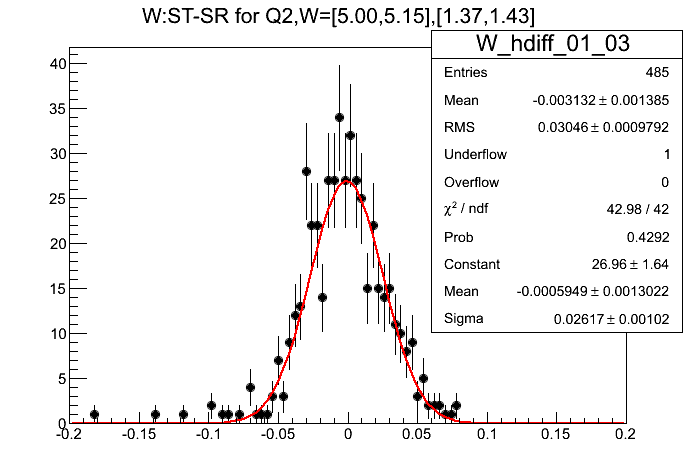 W:ST-SR for Q2,W=[5.00,5.15],[1.37,1.43]
W_hdiff_01_03
Entries 485
Mean -0.003132 ± 0.001385
RMS 0.03046 ± 0.0009792
Underflow 1
Overflow 0
χ² / ndf 42.98 / 42
Prob 0.4292
Constant 26.96 ± 1.64
Mean -0.0005949 ± 0.0013022
Sigma 0.02617 ± 0.00102
40
35
30
25
20
15
10
5
0
-0.2 -0.15 -0.1 -0.05 0 0.05 0.1 0.15 0.2